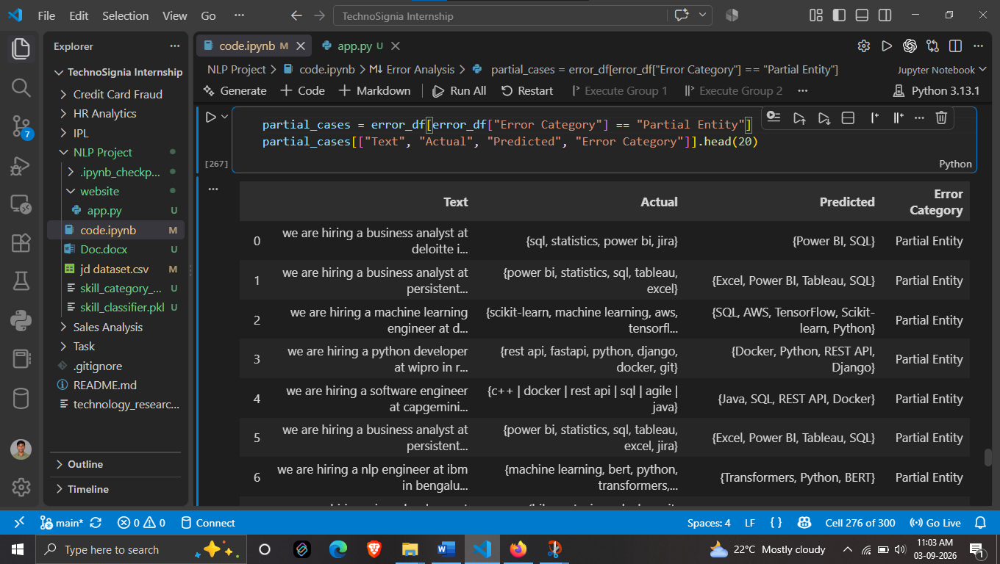 File Edit Selection View Go ··· TechnoSignia Internship
Explorer ···
code.ipynb M
app.py U
TechnoSignia Internship
NLP Project > code.ipynb > M↓ Error Analysis > partial_cases = error_df[error_df["Error Category"] == "Partial Entity"]
Jupyter Notebook
Generate + Code + Markdown Run All Restart Execute Group 1 Execute Group 2 ··· Python 3.13.1
Credit Card Fraud
HR Analytics
IPL
NLP Project
.ipynb_checkp...
website
app.py U
code.ipynb M
Doc.docx U
jd dataset.csv M
skill_category_... U
skill_classifier.pkl U
Sales Analysis
Task
.gitignore
README.md
technology_researc...
Outline
Timeline
7
partial_cases = error_df[error_df["Error Category"] == "Partial Entity"]
partial_cases[["Text", "Actual", "Predicted", "Error Category"]].head(20)
[267]
Python
Text Actual Predicted Error
Category
0 we are hiring a business analyst at {sql, statistics, power bi, jira} {Power BI, SQL} Partial Entity
deloitte i...
1 we are hiring a business analyst at {power bi, statistics, sql, tableau, {Excel, Power BI, Tableau, SQL} Partial Entity
persistent... excel}
2 we are hiring a machine learning {scikit-learn, machine learning, aws, {SQL, AWS, TensorFlow, Scikit- Partial Entity
engineer at d... tensorfl... learn, Python}
3 we are hiring a python developer {rest api, fastapi, python, django, {Docker, Python, REST API, Partial Entity
at wipro in r... docker, git} Django}
4 we are hiring a software engineer {c++ | docker | rest api | sql | agile | {Java, SQL, REST API, Docker} Partial Entity
at capgemini... java}
5 we are hiring a business analyst at {power bi, statistics, sql, tableau, {Excel, Power BI, Tableau, SQL} Partial Entity
persistent... excel, jira}
6 we are hiring a nlp engineer at ibm {machine learning, bert, python, {Transformers, Python, BERT} Partial Entity
in bengalu... transformers,...
main* 0 0 Connect Spaces: 4 LF { } Cell 276 of 300 Go Live
Type here to search 22°C Mostly cloudy 11:03 AM
03-09-2026
1